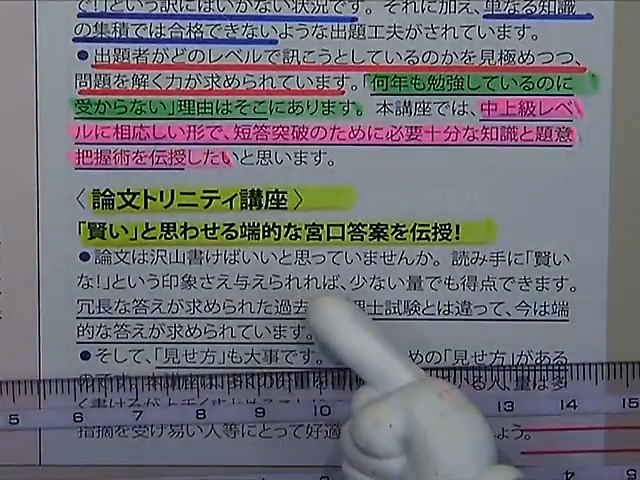 で!」という訳にはいかない状況です。それに加え、単なる知識
の集積では合格できないような出題工夫がされています。
●出題者がどのレベルで訊こうとしているのかを見極めつつ、
問題を解く力が求められています。「何年も勉強しているのに
受からない」理由はそこにあります。本講座では、中上級レベ
ルに相応しい形で、短答突破のために必要十分な知識と題意
把握術を伝授したいと思います。
〈論文トリニティ講座〉
「賢い」と思わせる端的な宮口答案を伝授!
●論文は沢山書けばいいと思っていませんか。読み手に「賢い
な!」という印象さえ与えられれば、少ない量でも得点できます。
冗長な答えが求められた過去 理士試験とは違って、今は端
的な答えが求められています。
●そして、「見せ方」も大事です。 めの「見せ方」がある
指摘を受け易い人等にとって好適 よう。
5 6 7 8 9 10 13 14 15